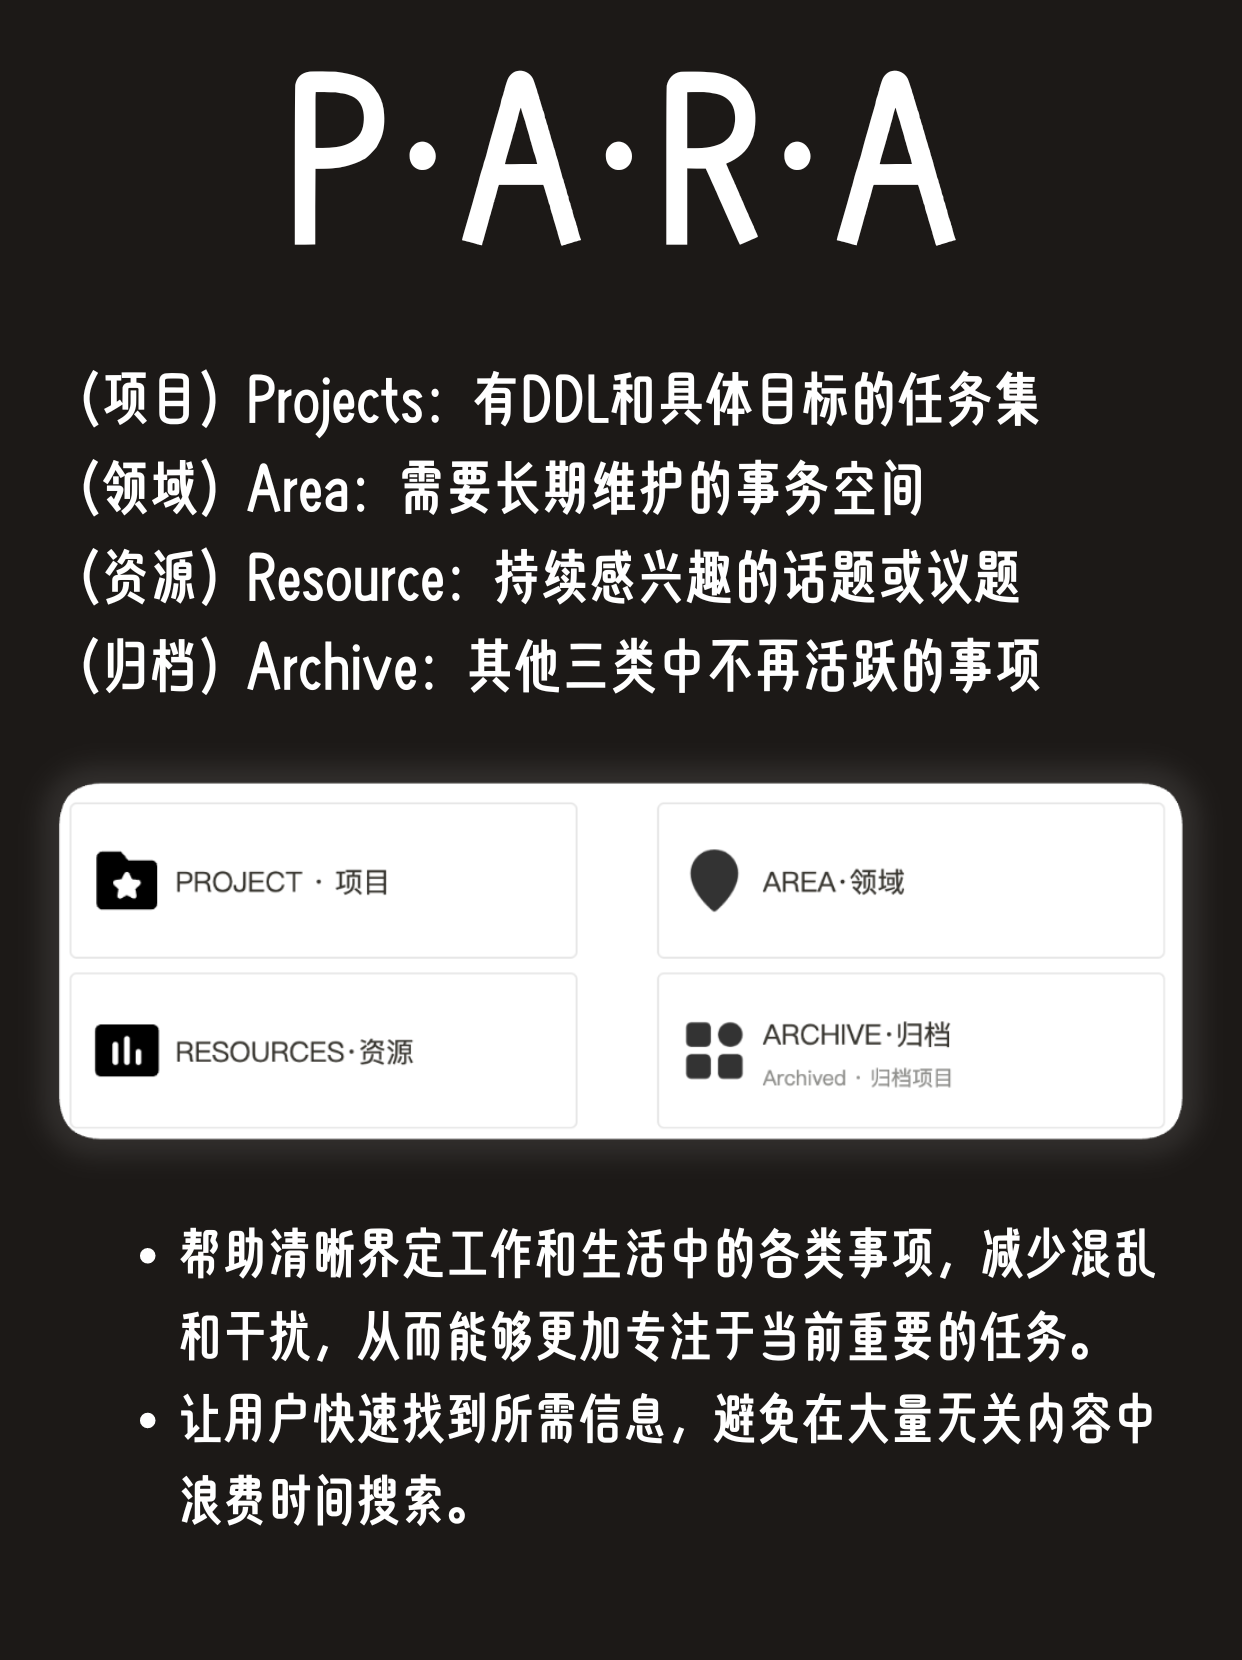 P·A·R·A
（项目）Projects：有DDL和具体目标的任务集
（领域）Area：需要长期维护的事务空间
（资源）Resource：持续感兴趣的话题或议题
（归档）Archive：其他三类中不再活跃的事项
PROJECT · 项目
AREA·领域
RESOURCES·资源
ARCHIVE·归档
Archived · 归档项目
• 帮助清晰界定工作和生活中的各类事项，减少混乱
和干扰，从而能够更加专注于当前重要的任务。
• 让用户快速找到所需信息，避免在大量无关内容中
浪费时间搜索。